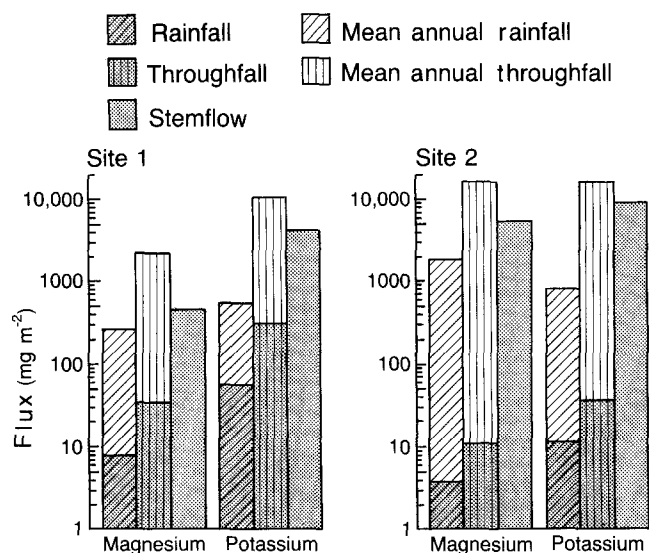 Rainfall
Mean annual rainfall
Throughfall
Mean annual throughfall
Stemflow
Site 1
Site 2
10,000
1000
100
10
1
Flux (mg m⁻²)
Magnesium
Potassium
10,000
1000
100
10
1
Magnesium
Potassium